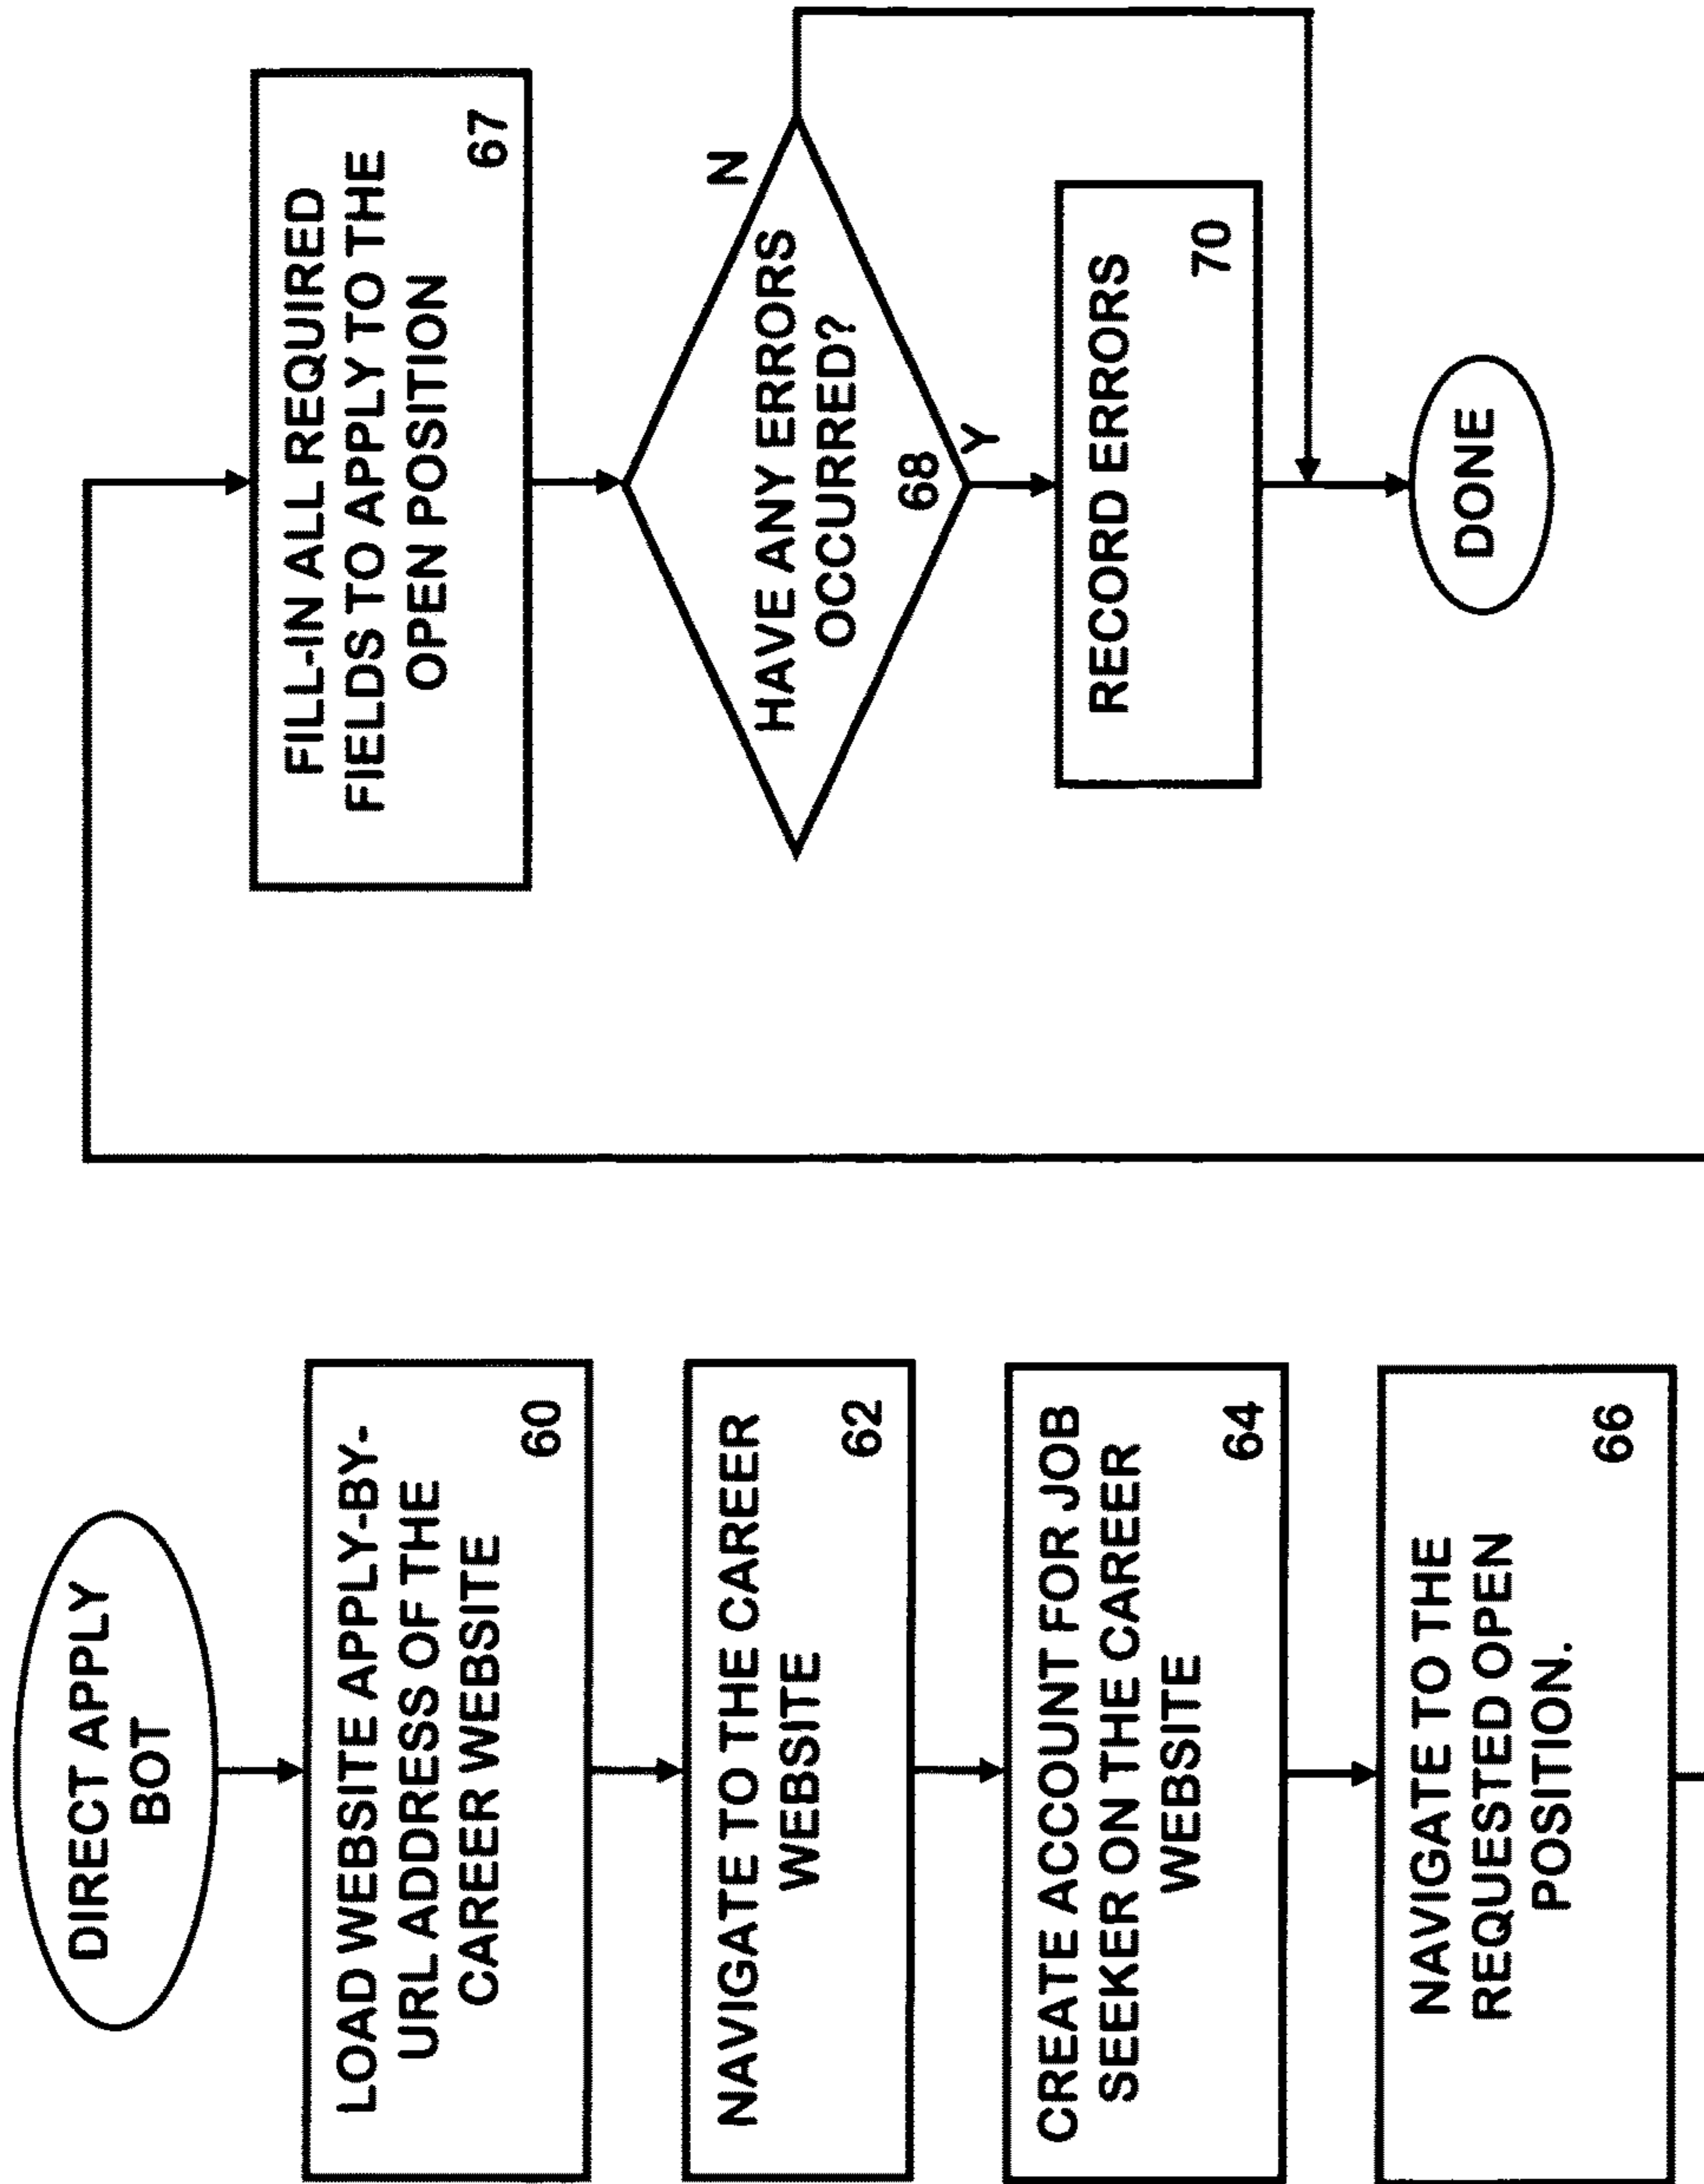 DIRECT APPLY
BOT
LOAD WEBSITE APPLY-BY-
URL ADDRESS OF THE
CAREER WEBSITE
60
NAVIGATE TO THE CAREER
WEBSITE
62
CREATE ACCOUNT FOR JOB
SEEKER ON THE CAREER
WEBSITE
64
NAVIGATE TO THE
REQUESTED OPEN
POSITION.
66
FILL-IN ALL REQUIRED
FIELDS TO APPLY TO THE
OPEN POSITION
67
HAVE ANY ERRORS
OCCURRED?
68
N
Y
RECORD ERRORS
70
DONE